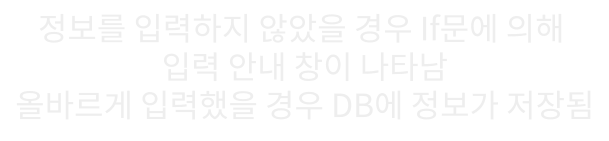 정보를 입력하지 않았을 경우 If문에 의해
입력 안내 창이 나타남
올바르게 입력했을 경우 DB에 정보가 저장됨